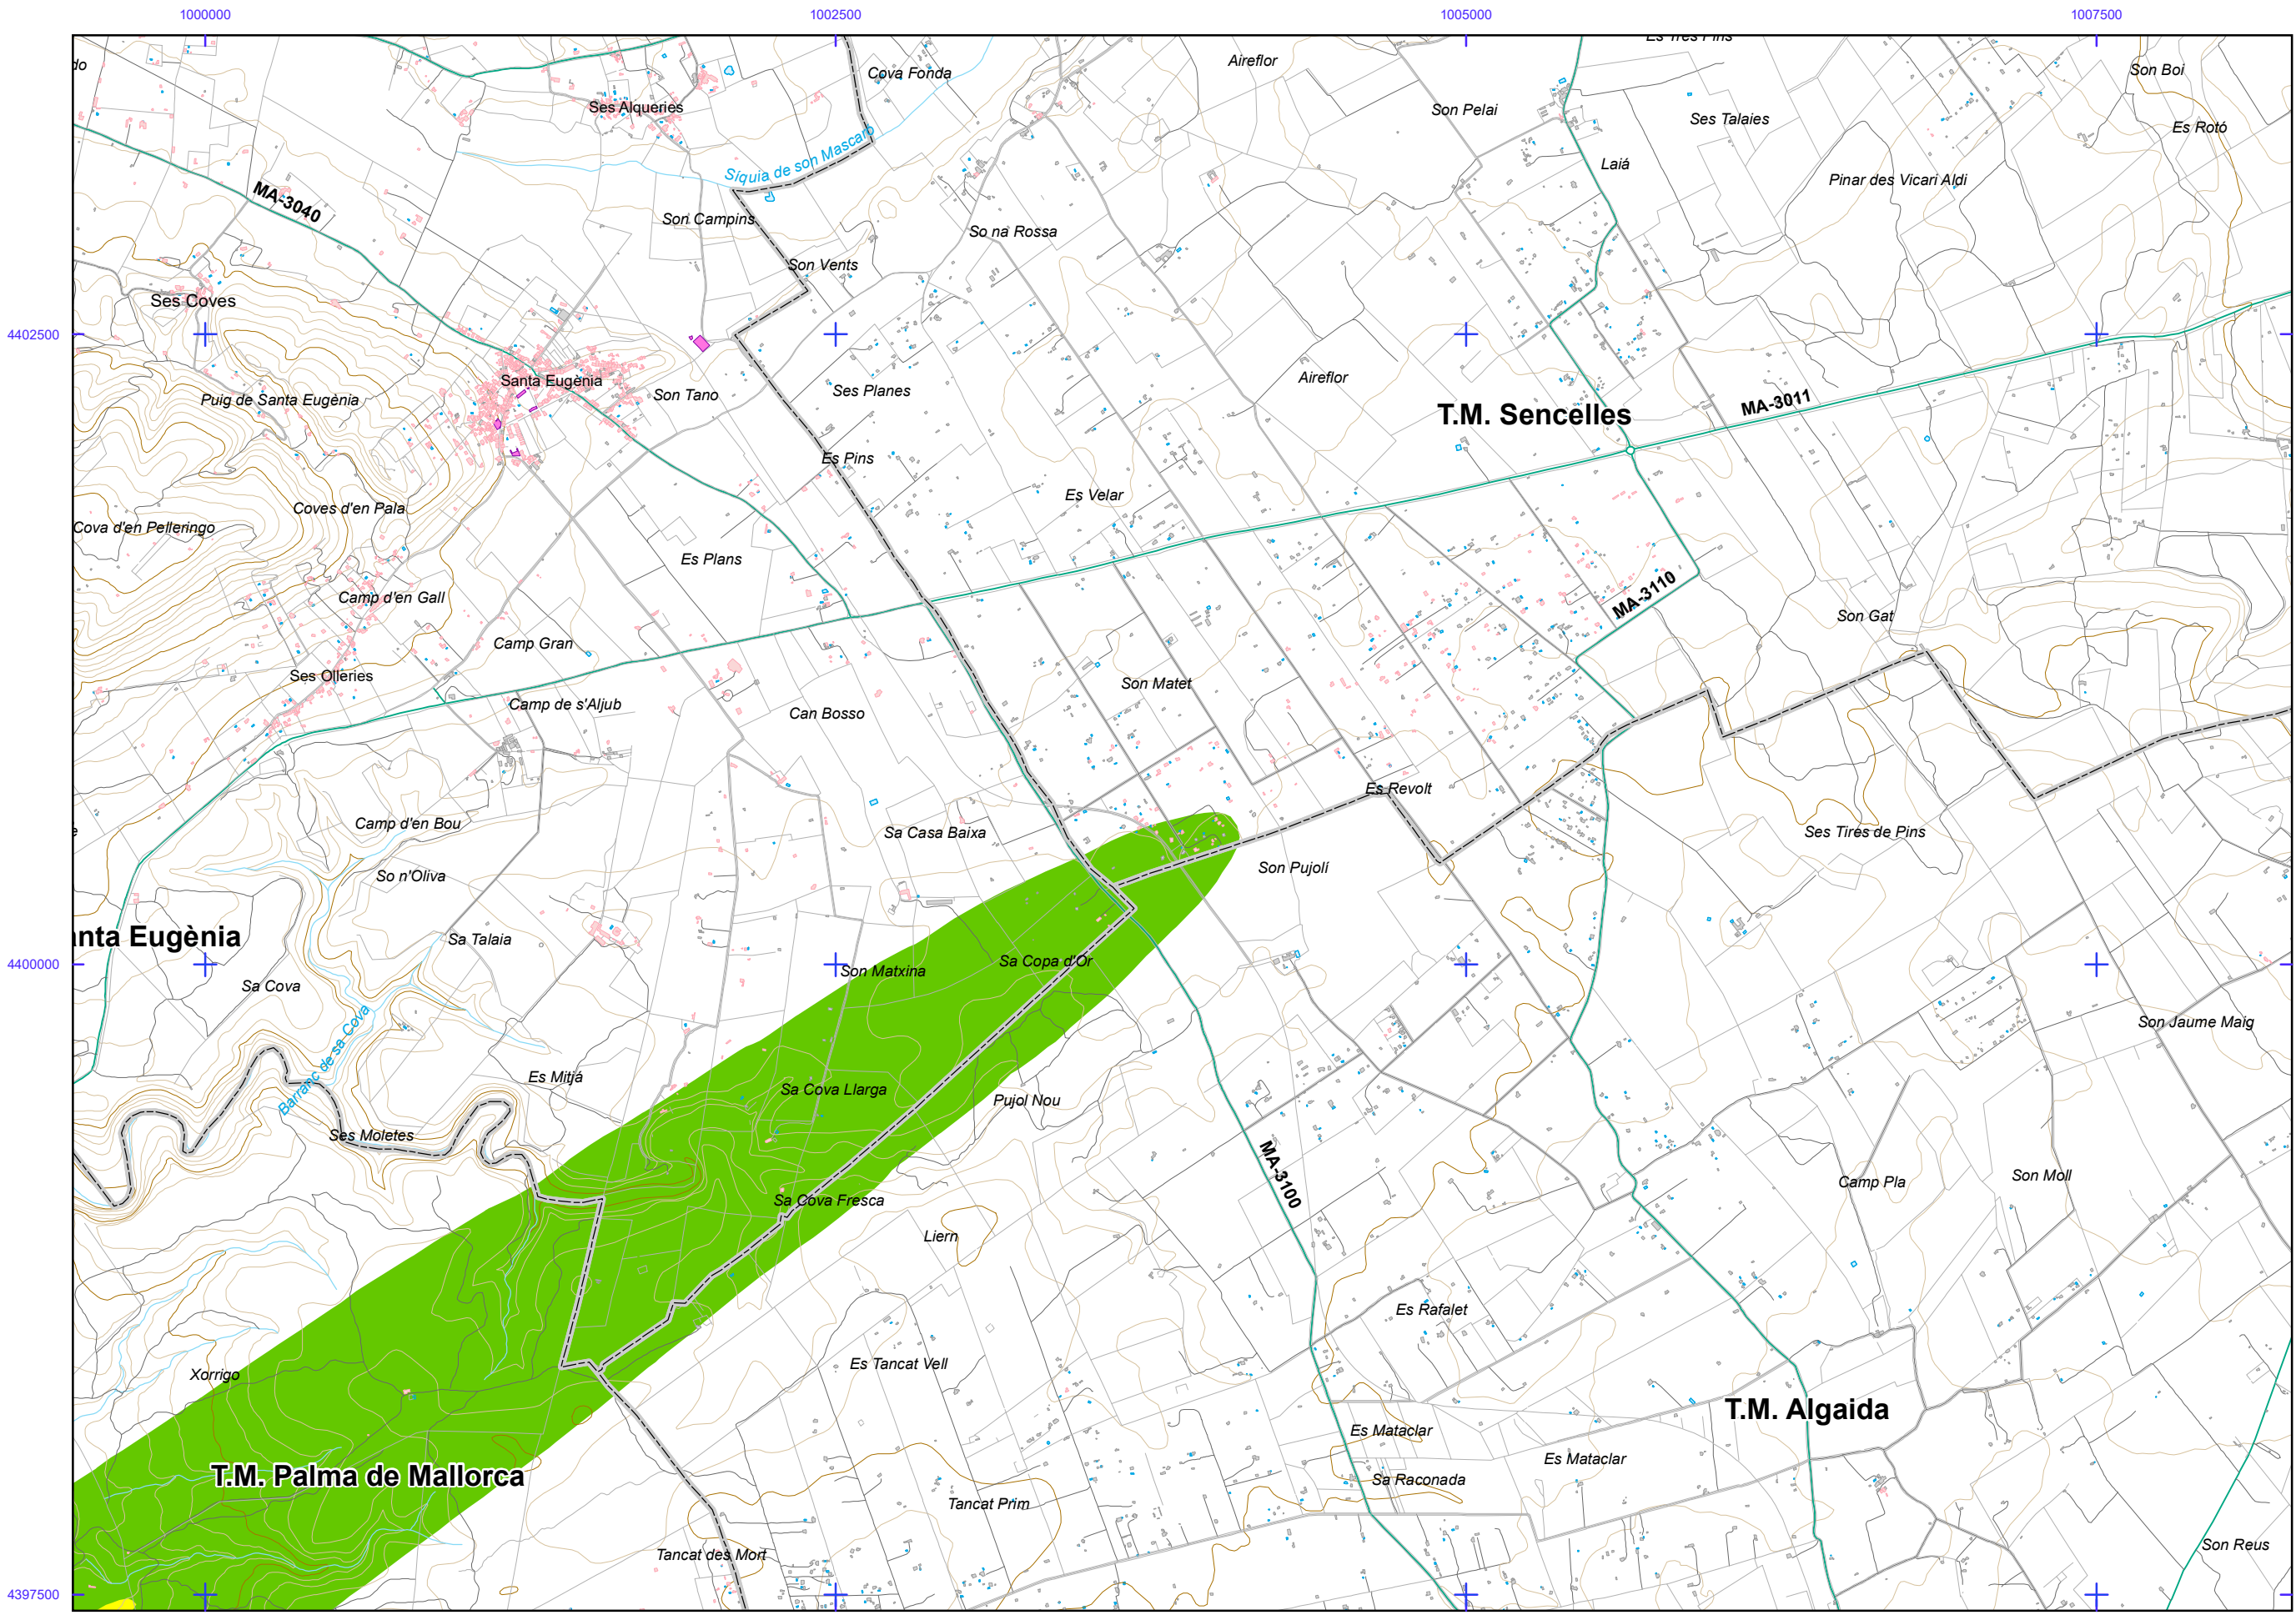 1000000
1002500
1005000
1007500
Es Tres Pins
do
Cova Fonda
Aireflor
Son Boi
Ses Alqueries
Son Pelai
Ses Talaies
Es Rotó
Síquia de son Mascaró
Laiá
Pinar des Vicari Aldi
MA-3040
Son Campins
So na Rossa
Son Vents
Ses Coves
4402500
Santa Eugènia
Aireflor
Puig de Santa Eugènia
Son Tano
Ses Planes
MA-3011
T.M. Sencelles
Es Pins
Es Velar
Coves d'en Pala
Cova d'en Pelleringo
Es Plans
Camp d'en Gall
MA-3110
Son Gat
Camp Gran
Ses Olleries
Son Matet
Camp de s'Aljub
Can Bosso
Es Revolt
Camp d'en Bou
Sa Casa Baixa
Ses Tires de Pins
So n'Oliva
Son Pujolí
nta Eugènia
Sa Talaia
4400000
Son Matxina
Sa Copa d'Or
Sa Cova
Son Jaume Maig
Barranc de sa Cova
Es Mitjá
Sa Cova Llarga
Pujol Nou
Ses Moletes
MA-3100
Son Moll
Camp Pla
Sa Cova Fresca
Liern
Es Rafalet
Es Tancat Vell
Xorrigo
T.M. Algaida
Es Mataclar
Es Mataclar
T.M. Palma de Mallorca
Sa Raconada
Tancat Prim
Son Reus
Tancat des Mort
4397500